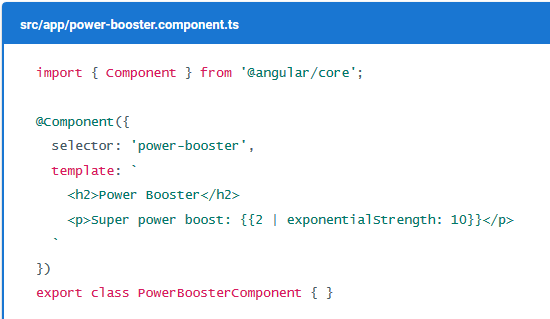 src/app/power-booster.component.ts
import { Component } from '@angular/core';
@Component({
  selector: 'power-booster',
  template: `
    <h2>Power Booster</h2>
    <p>Super power boost: {{2 | exponentialStrength: 10}}</p>
  `
})
export class PowerBoosterComponent { }